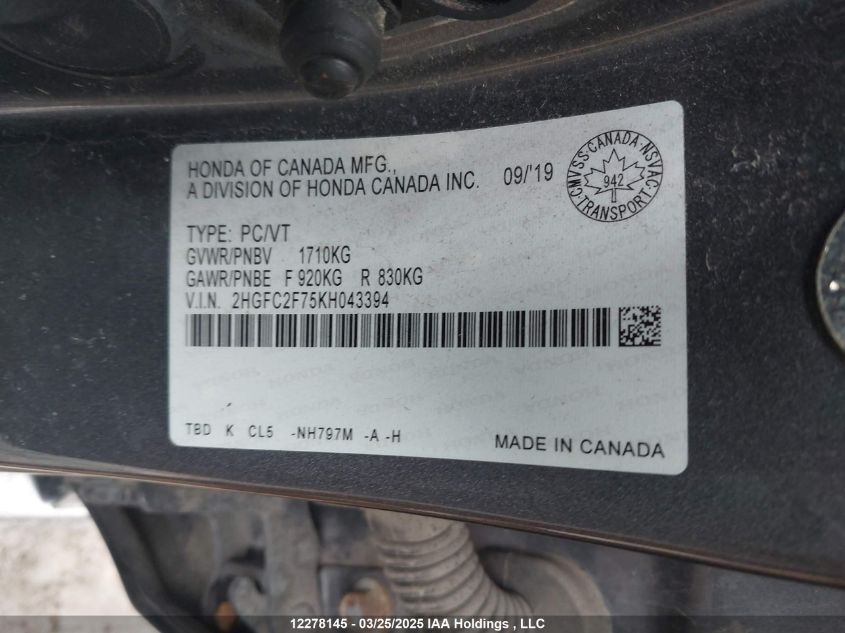 HONDA OF CANADA MFG.,
A DIVISION OF HONDA CANADA INC. 09/'19
CMVSS · CANADA · NSVAC · TRANSPORT
942
TYPE: PC/VT
GVWR/PNBV 1710KG
GAWR/PNBE F 920KG R 830KG
V.I.N. 2HGFC2F75KH043394
TBD K CL5 -NH797M -A -H
MADE IN CANADA
12278145 - 03/25/2025 IAA Holdings , LLC